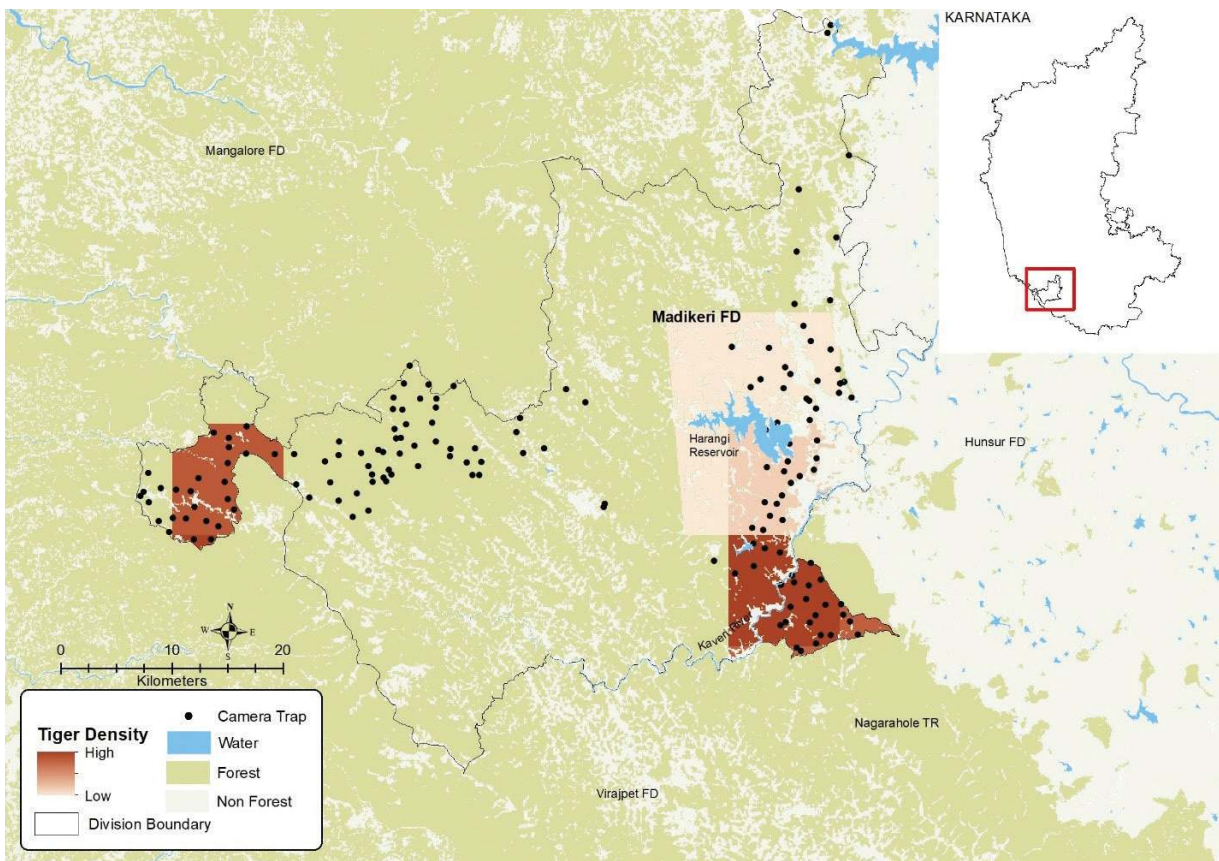 KARNATAKA
Mangalore FD
Madikeri FD
Harangi
Reservoir
Hunsur FD
Kaveri River
N
W E
S
0 10 20
Kilometers
Nagarahole TR
Virajpet FD
Tiger Density
High
Low
Division Boundary
Camera Trap
Water
Forest
Non Forest